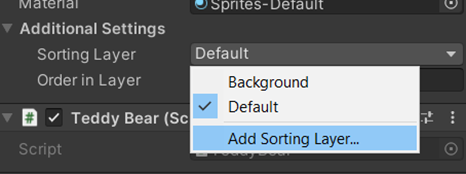 Material
Sprites-Default
Additional Settings
Sorting Layer
Default
Order in Layer
Background
Default
Teddy Bear (Sc
Add Sorting Layer...
Script